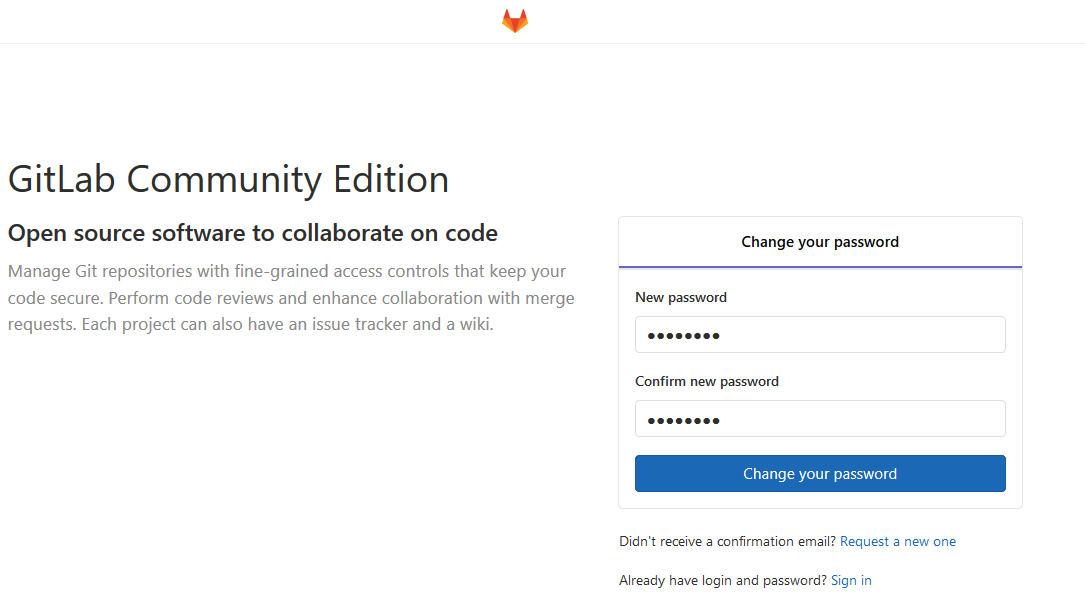 GitLab Community Edition
Open source software to collaborate on code
Manage Git repositories with fine-grained access controls that keep your
code secure. Perform code reviews and enhance collaboration with merge
requests. Each project can also have an issue tracker and a wiki.
Change your password
New password
••••••••
Confirm new password
••••••••
Change your password
Didn't receive a confirmation email? Request a new one
Already have login and password? Sign in